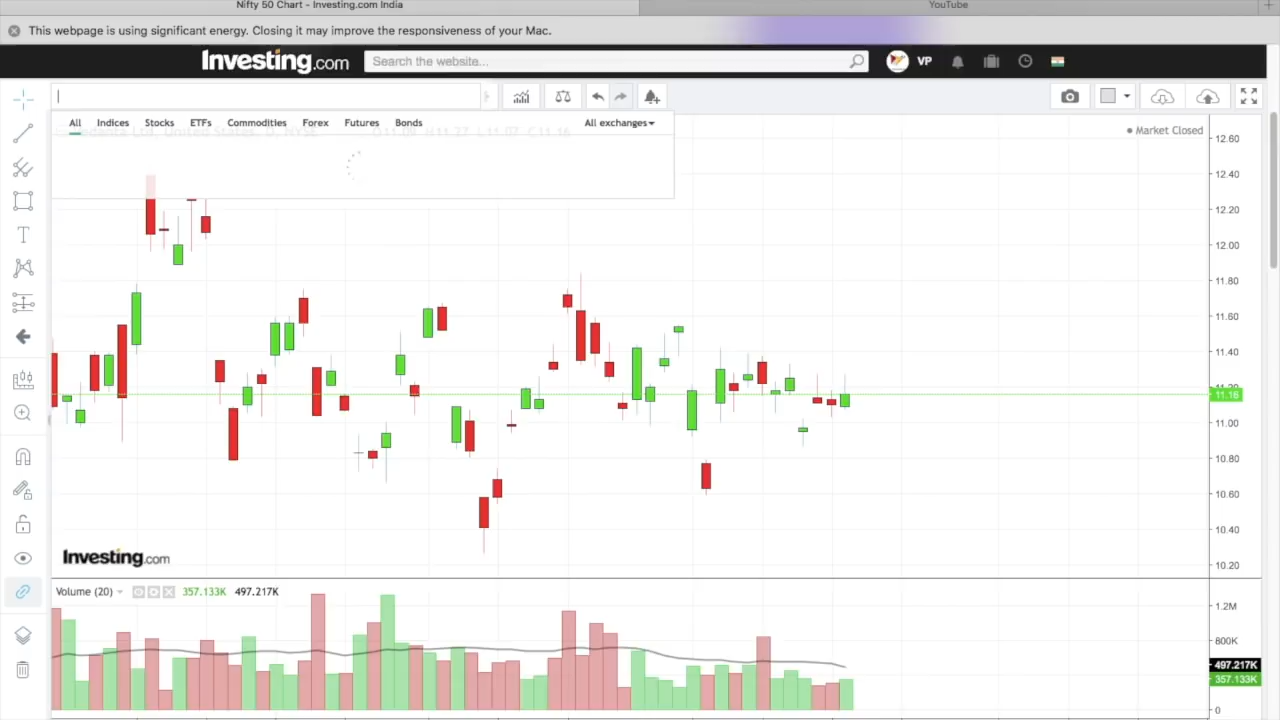 Nifty 50 Chart - Investing.com India
YouTube
This webpage is using significant energy. Closing it may improve the responsiveness of your Mac.
Investing.com
Search the website...
VP
All Indices Stocks ETFs Commodities Forex Futures Bonds All exchanges
Market Closed
12.60
12.40
12.20
12.00
11.80
11.60
11.40
11.20
11.16
11.00
10.80
10.60
10.40
10.20
Investing.com
Volume (20) 357.133K 497.217K
1.2M
800K
497.217K
357.133K
0